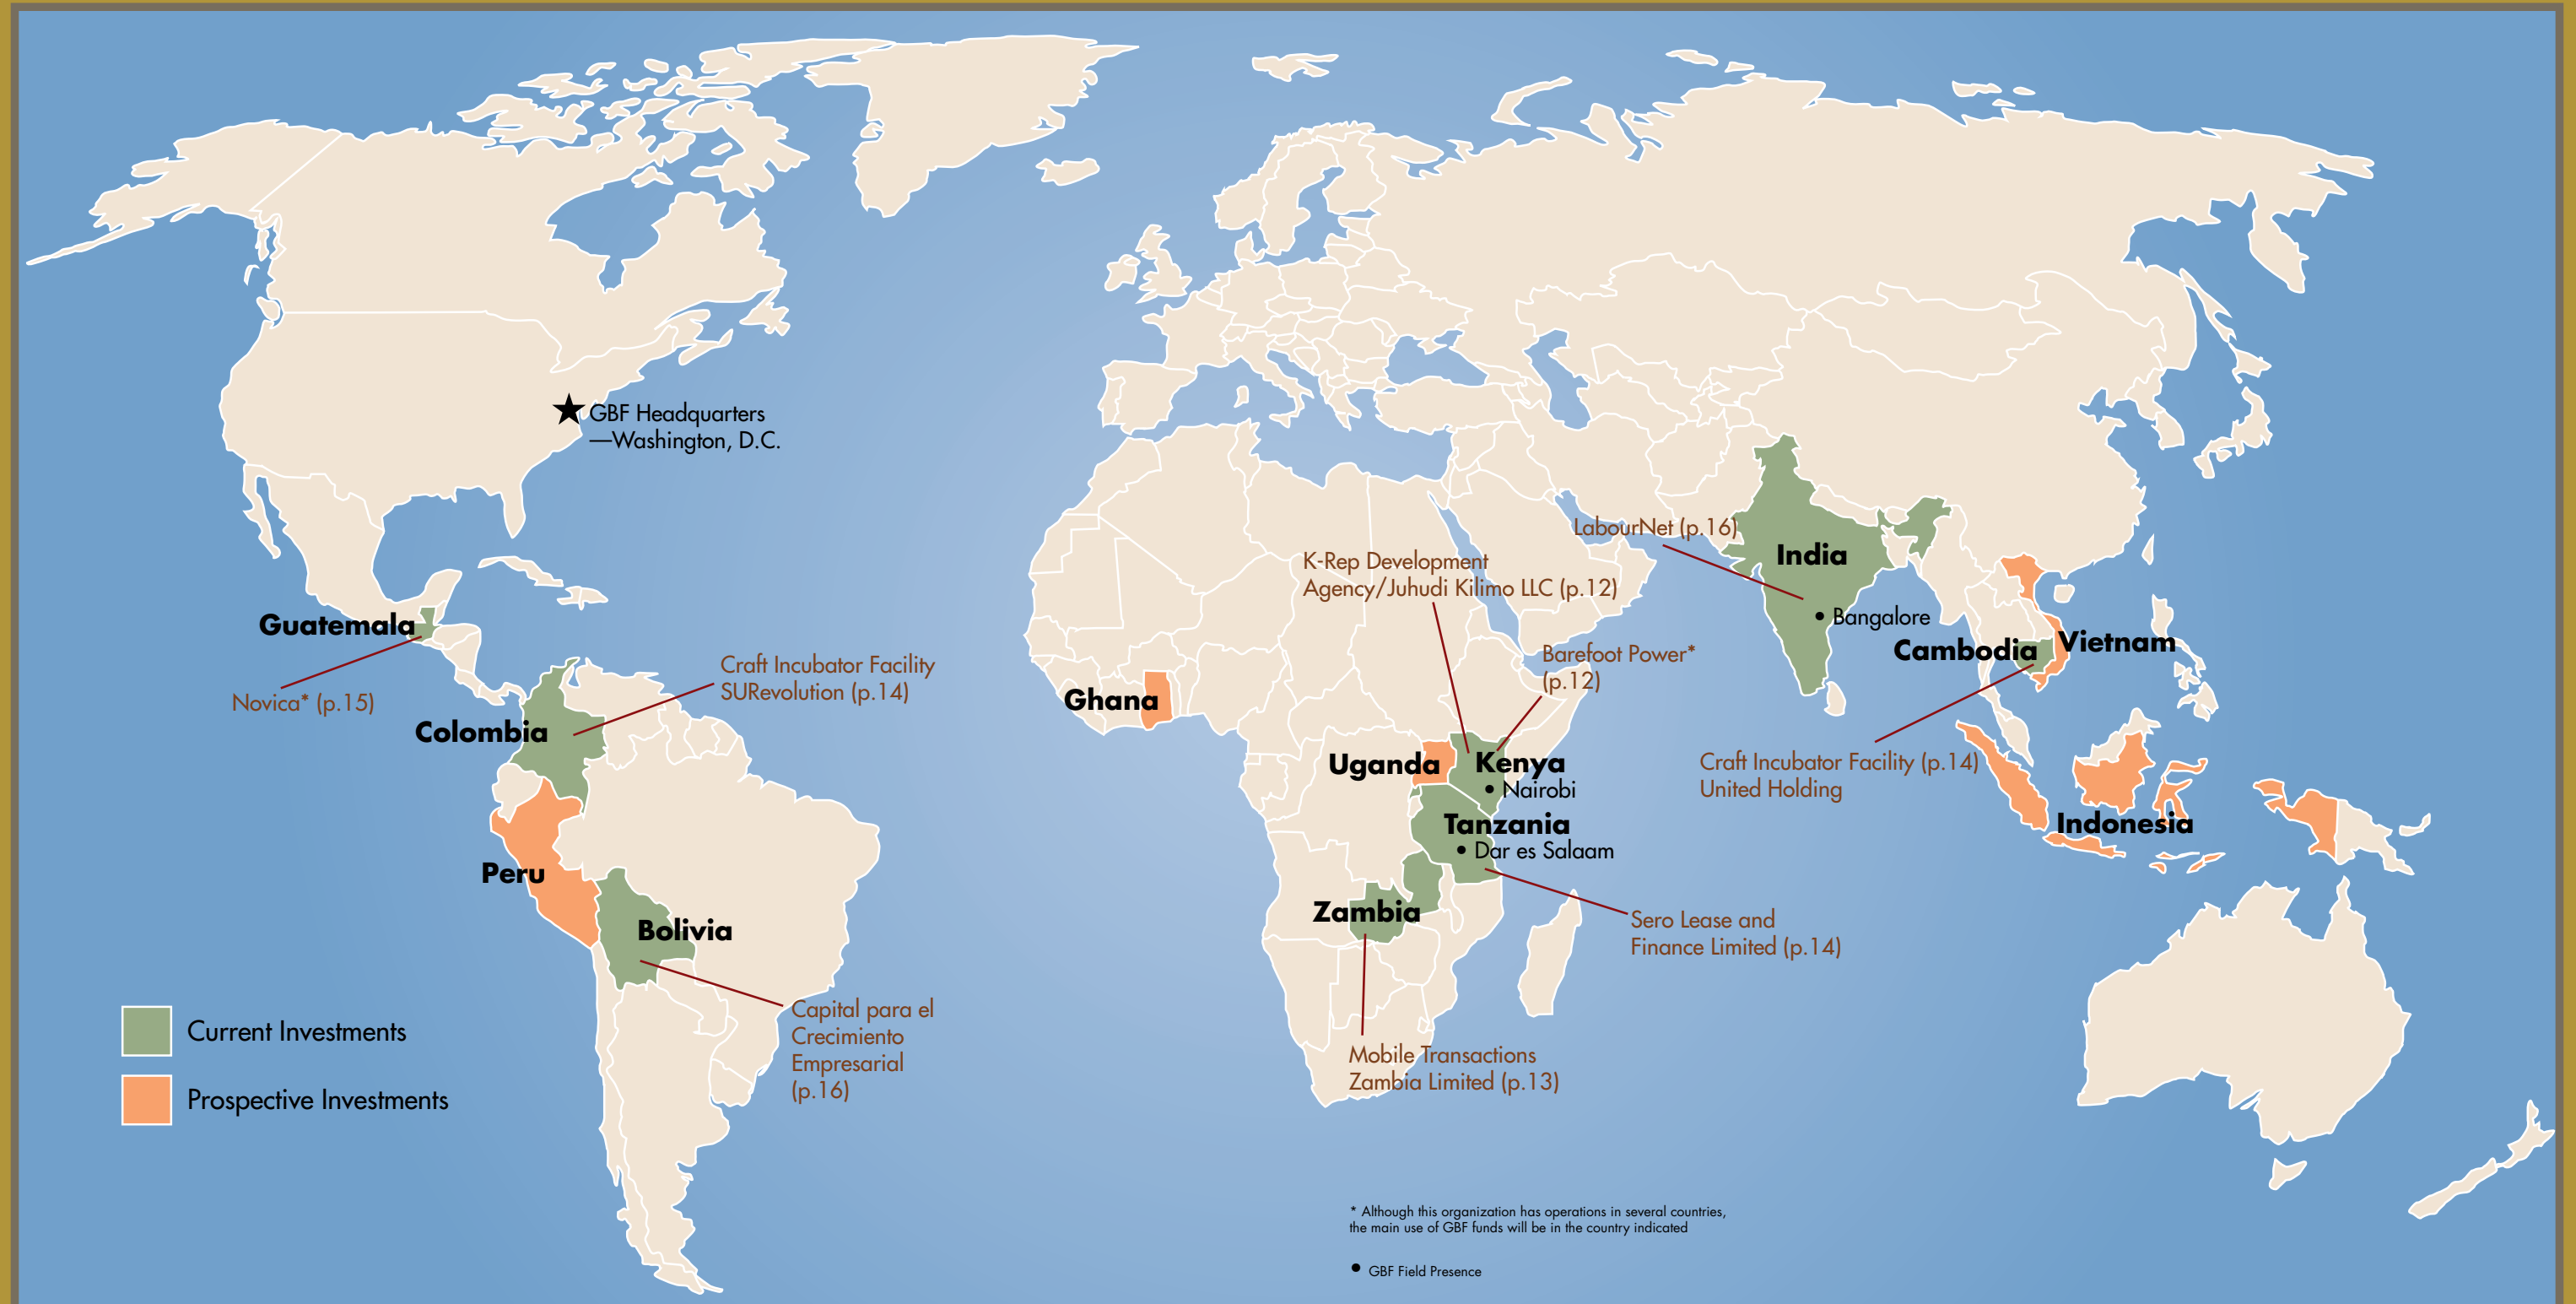 GBF Headquarters
—Washington, D.C.
Guatemala
Novica* (p.15)
Colombia
Craft Incubator Facility
SURevolution (p.14)
Peru
Bolivia
Capital para el
Crecimiento
Empresarial
(p.16)
Current Investments
Prospective Investments
Ghana
K-Rep Development
Agency/Juhudi Kilimo LLC (p.12)
Barefoot Power*
(p.12)
Uganda
Kenya
Nairobi
Tanzania
Dar es Salaam
Zambia
Sero Lease and
Finance Limited (p.14)
Mobile Transactions
Zambia Limited (p.13)
LabourNet (p.16)
India
Bangalore
Cambodia
Vietnam
Craft Incubator Facility (p.14)
United Holding
Indonesia
* Although this organization has operations in several countries,
the main use of GBF funds will be in the country indicated
• GBF Field Presence